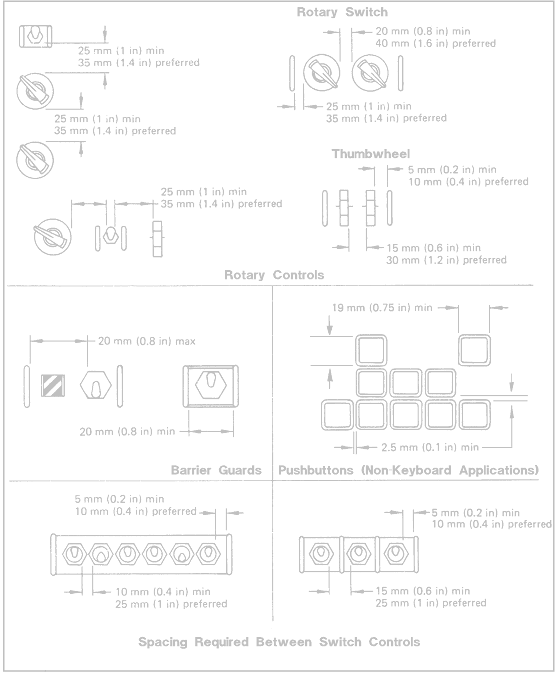 Rotary Switch
20 mm (0.8 in) min
40 mm (1.6 in) preferred
25 mm (1 in) min
35 mm (1.4 in) preferred
25 mm (1 in) min
35 mm (1.4 in) preferred
25 mm (1 in) min
35 mm (1.4 in) preferred
Thumbwheel
5 mm (0.2 in) min
10 mm (0.4 in) preferred
25 mm (1 in) min
35 mm (1.4 in) preferred
15 mm (0.6 in) min
30 mm (1.2 in) preferred
Rotary Controls
20 mm (0.8 in) max
20 mm (0.8 in) min
Barrier Guards
19 mm (0.75 in) min
2.5 mm (0.1 in) min
Pushbuttons (Non-Keyboard Applications)
5 mm (0.2 in) min
10 mm (0.4 in) preferred
10 mm (0.4 in) min
25 mm (1 in) preferred
5 mm (0.2 in) min
10 mm (0.4 in) preferred
15 mm (0.6 in) min
25 mm (1 in) preferred
Spacing Required Between Switch Controls